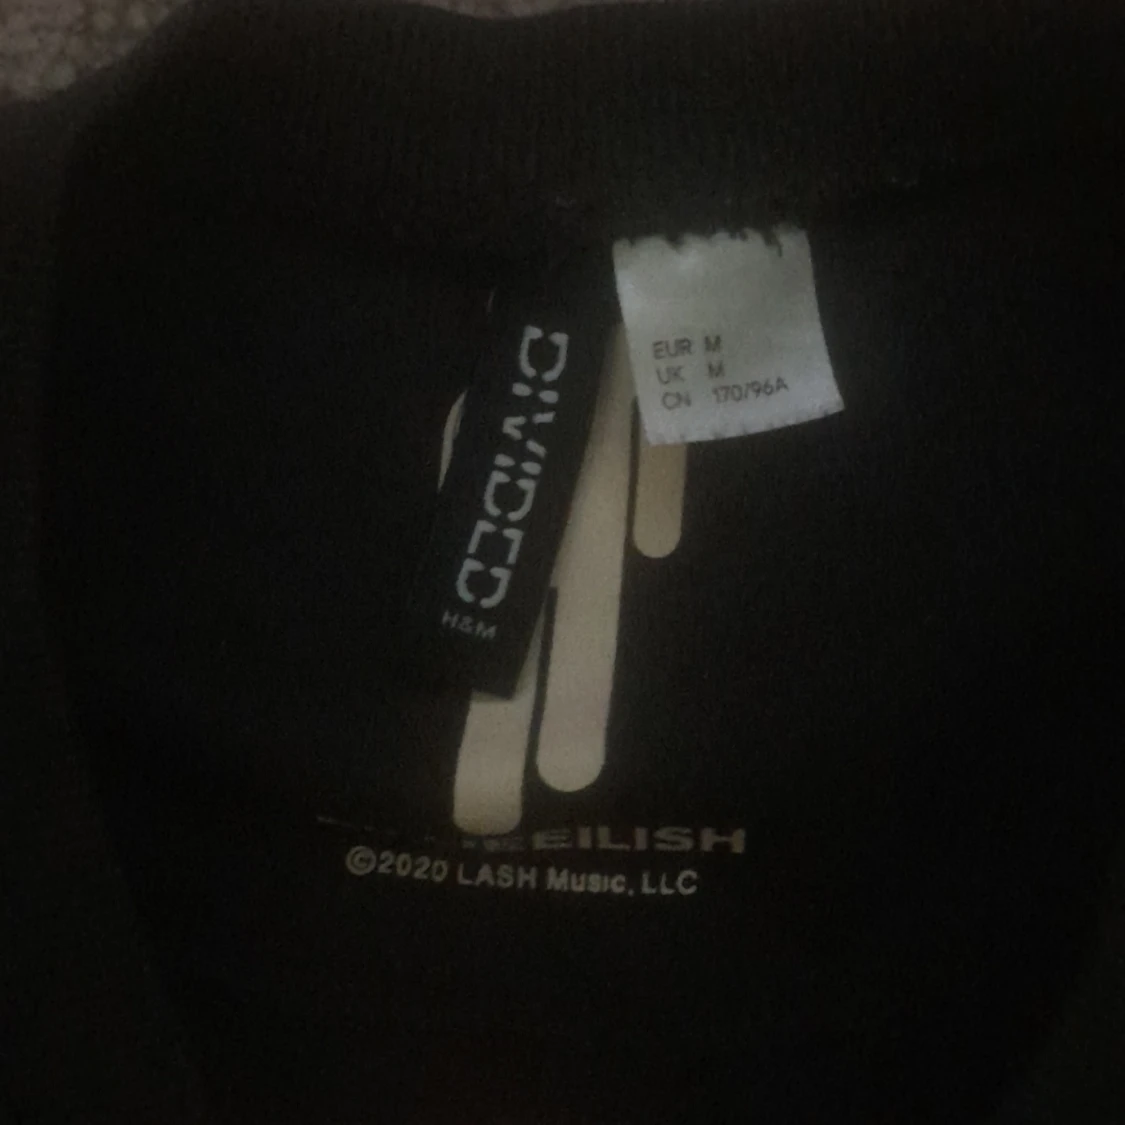 DIVIDED
H&M
EUR M
UK M
CN 170/96A
EILISH
©2020 LASH Music, LLC